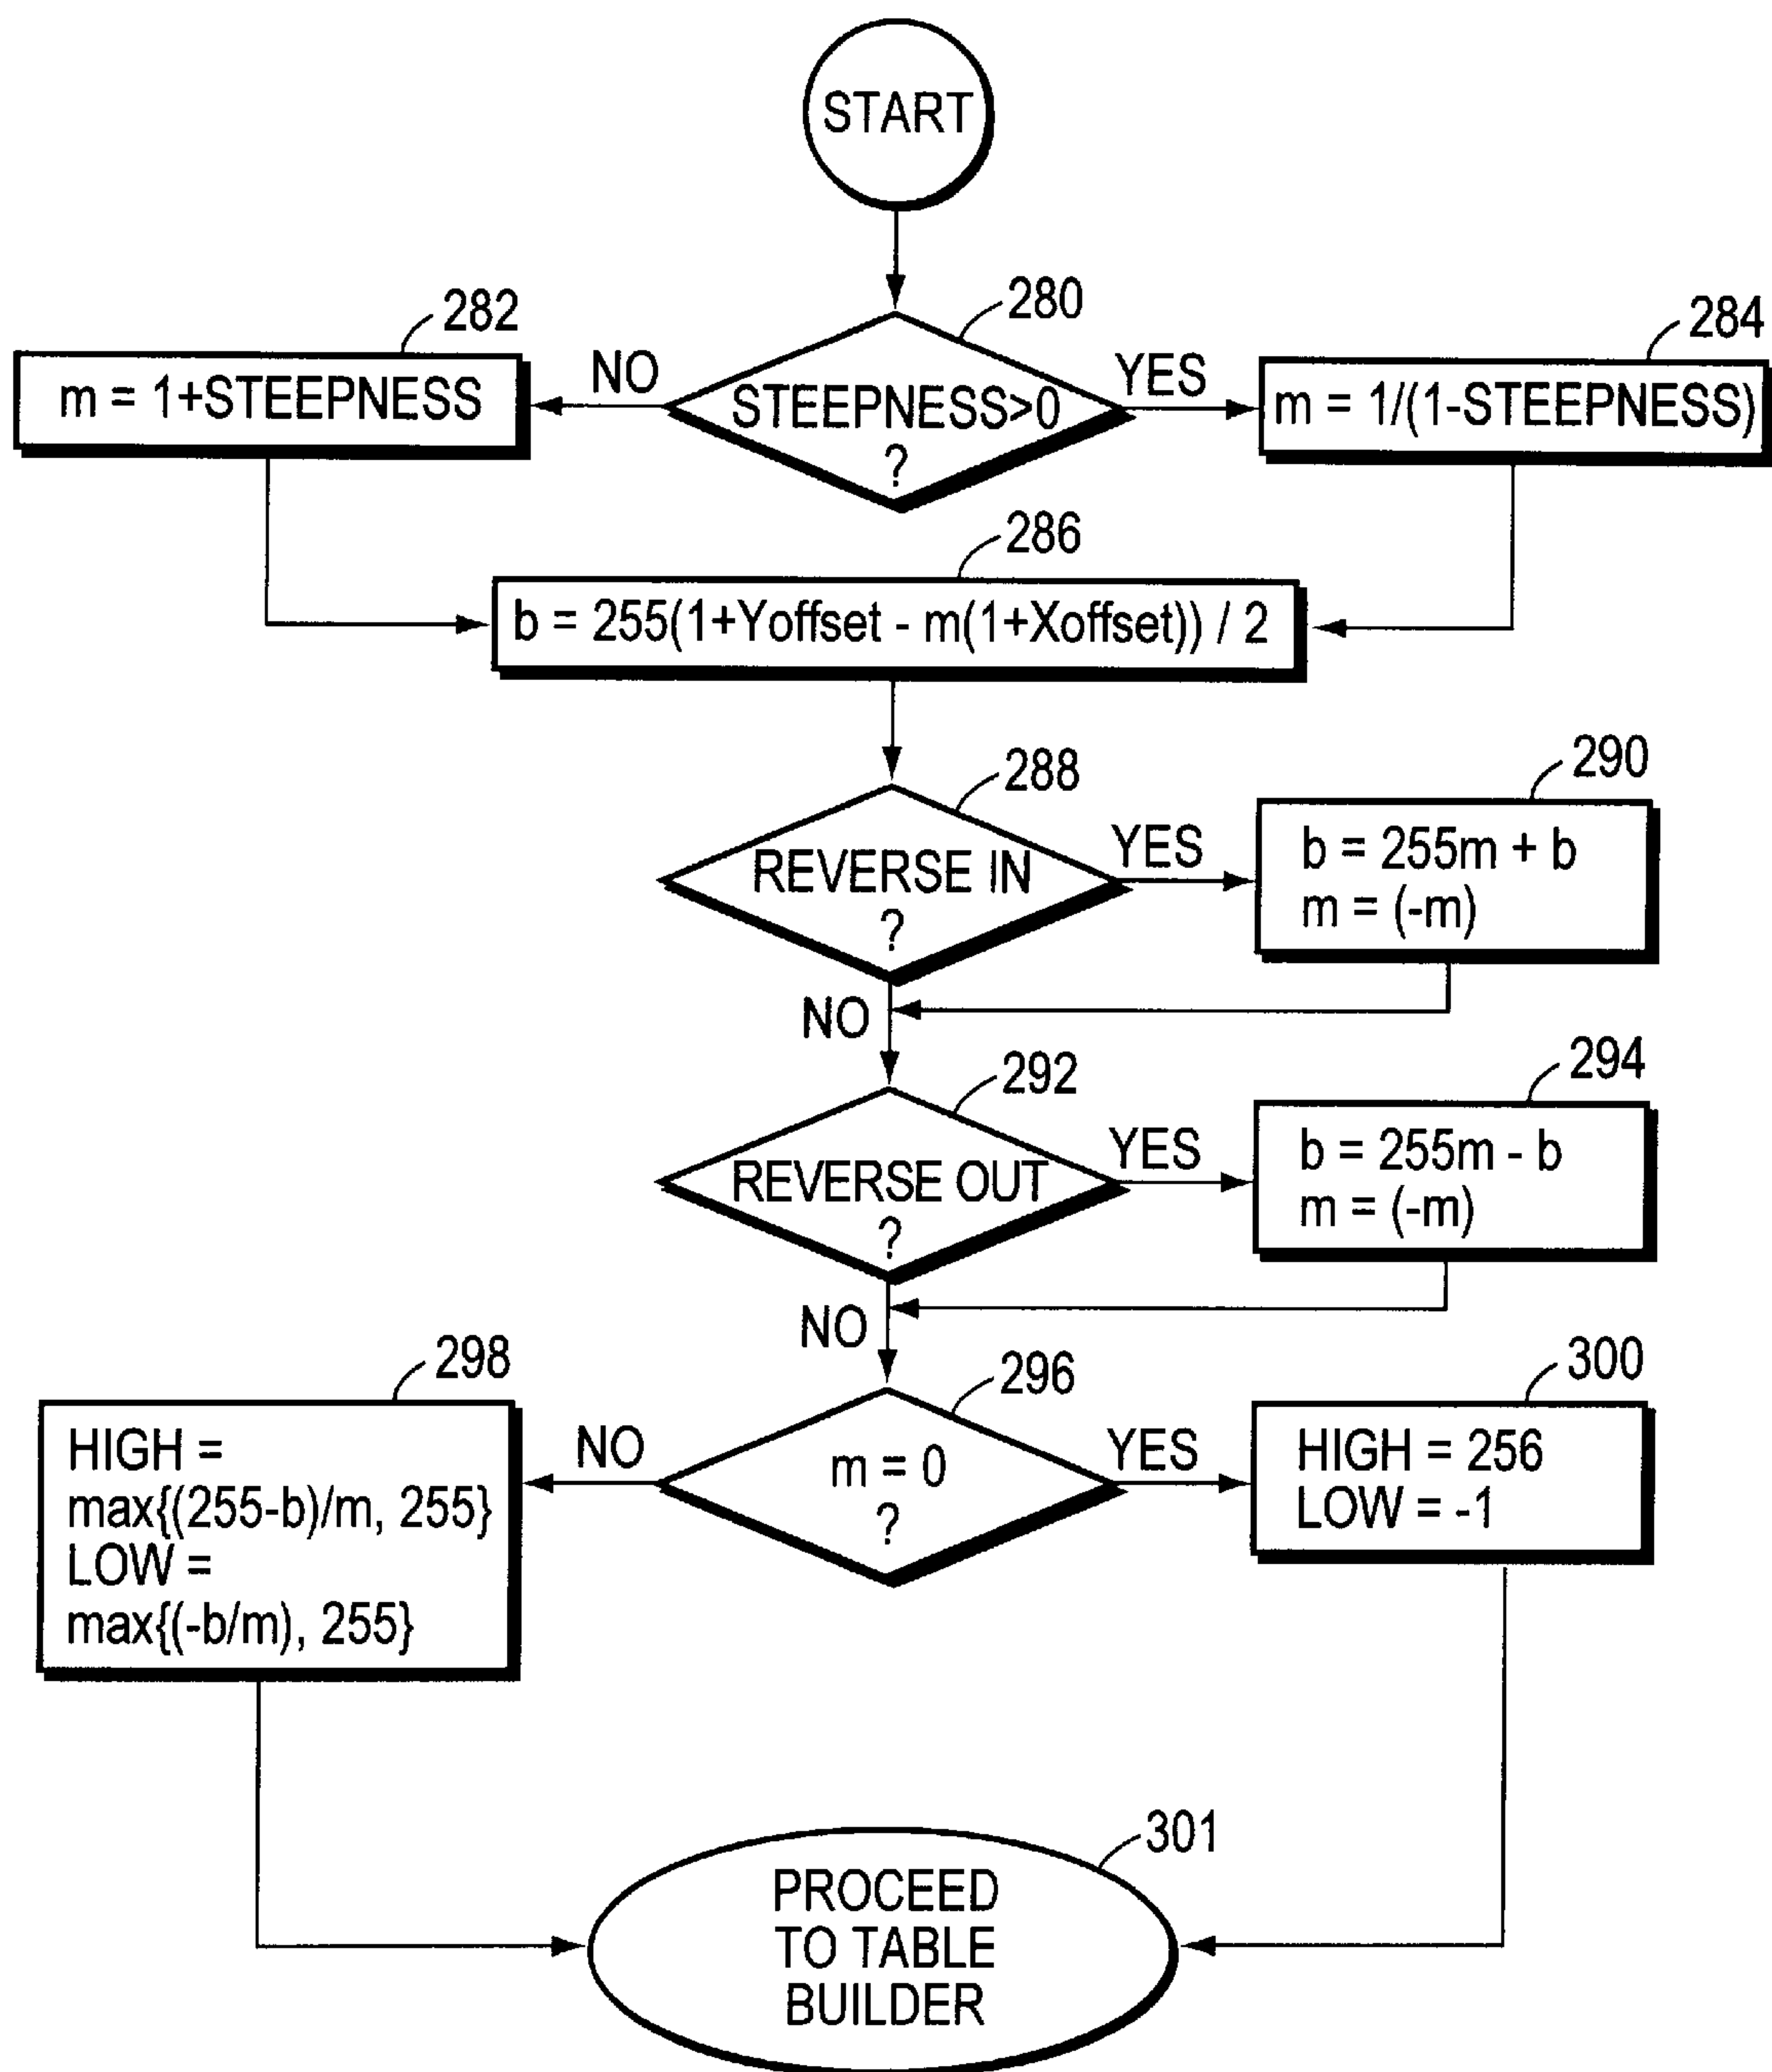 START
280
282
284
NO
YES
m = 1+STEEPNESS
STEEPNESS>0
?
m = 1/(1-STEEPNESS)
286
b = 255(1+Yoffset - m(1+Xoffset)) / 2
288
290
REVERSE IN
?
YES
b = 255m + b
m = (-m)
NO
292
294
REVERSE OUT
?
YES
b = 255m - b
m = (-m)
NO
298
296
300
HIGH =
max{(255-b)/m, 255}
LOW =
max{(-b/m), 255}
NO
m = 0
?
YES
HIGH = 256
LOW = -1
301
PROCEED
TO TABLE
BUILDER